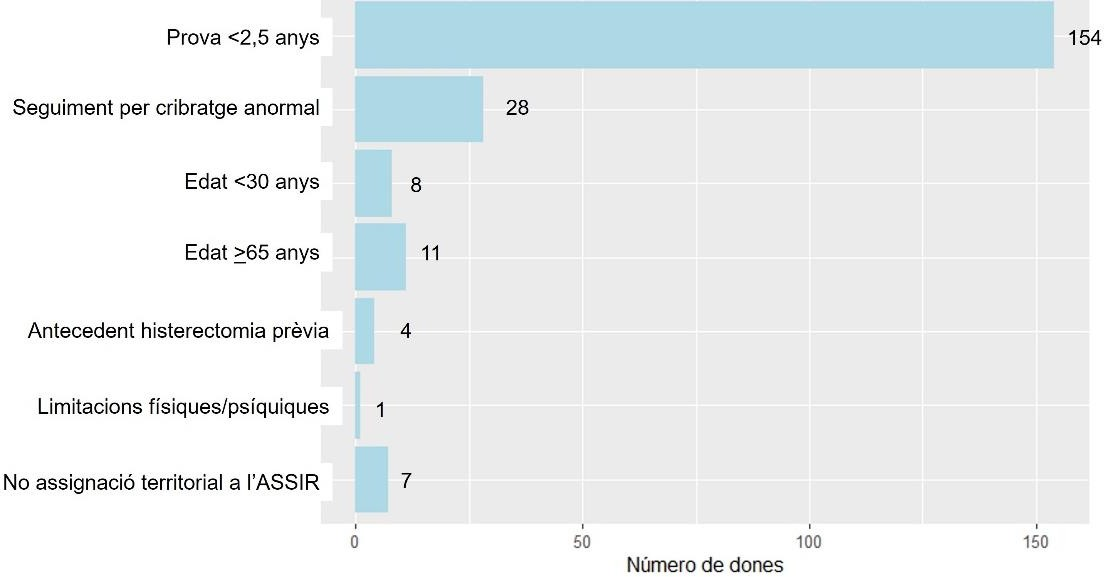 Prova <2,5 anys 154
Seguiment per cribratge anormal 28
Edat <30 anys 8
Edat ≥65 anys 11
Antecedent histerectomia prèvia 4
Limitacions físiques/psíquiques 1
No assignació territorial a l’ASSIR 7
0 50 100 150
Número de dones